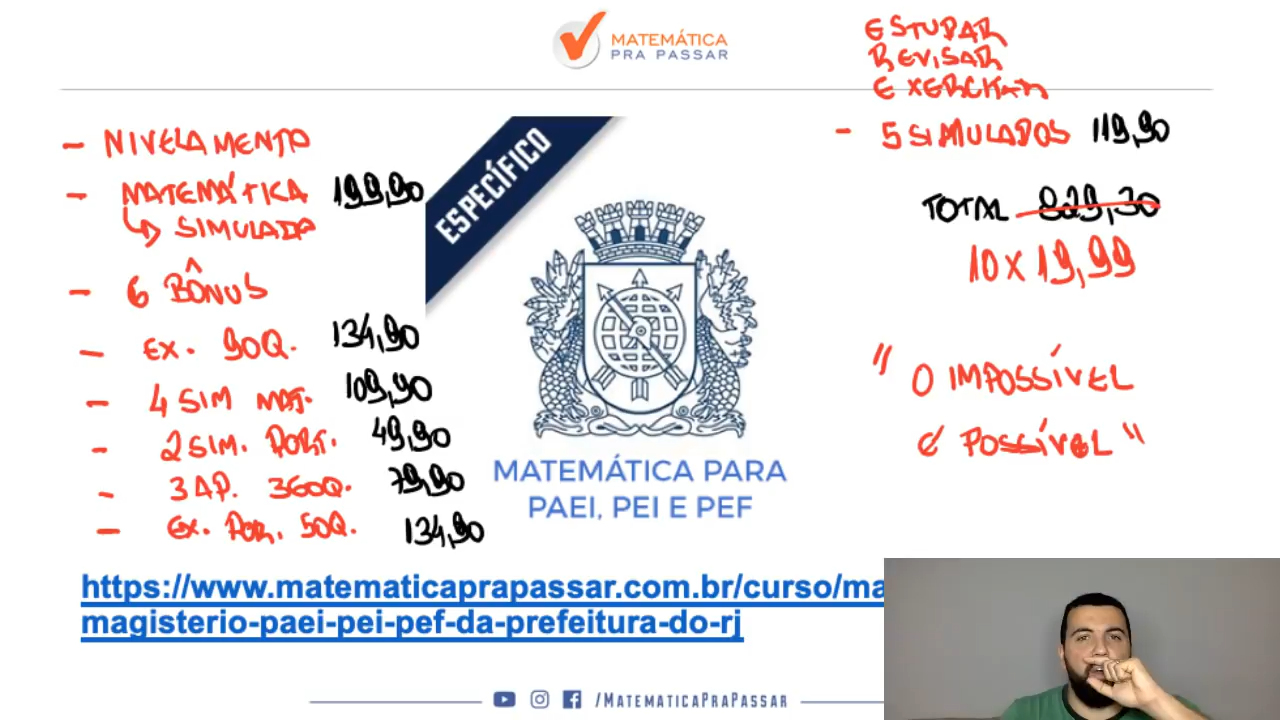 MATEMÁTICA
PRA PASSAR
ESTUDAR
REVISAR
EXERCITAR
- NIVELAMENTO
- MATEMÁTICA 199,90
↳ SIMULADO
- 6 BÔNUS
- EX. 90Q. 134,90
- 4 SIM MAT. 109,90
- 2 SIM. PORT. 49,90
- 3 AP. 360Q. 79,90
- EX. POR. 50Q. 134,90
ESPECÍFICO
MATEMÁTICA PARA
PAEI, PEI E PEF
- 5 SIMULADOS 119,90
TOTAL 829,30
10 X 19,99
" O IMPOSSÍVEL
É POSSÍVEL "
https://www.matematicaprapassar.com.br/curso/ma
magisterio-paei-pei-pef-da-prefeitura-do-rj
/MATEMATICAPRAPASSAR